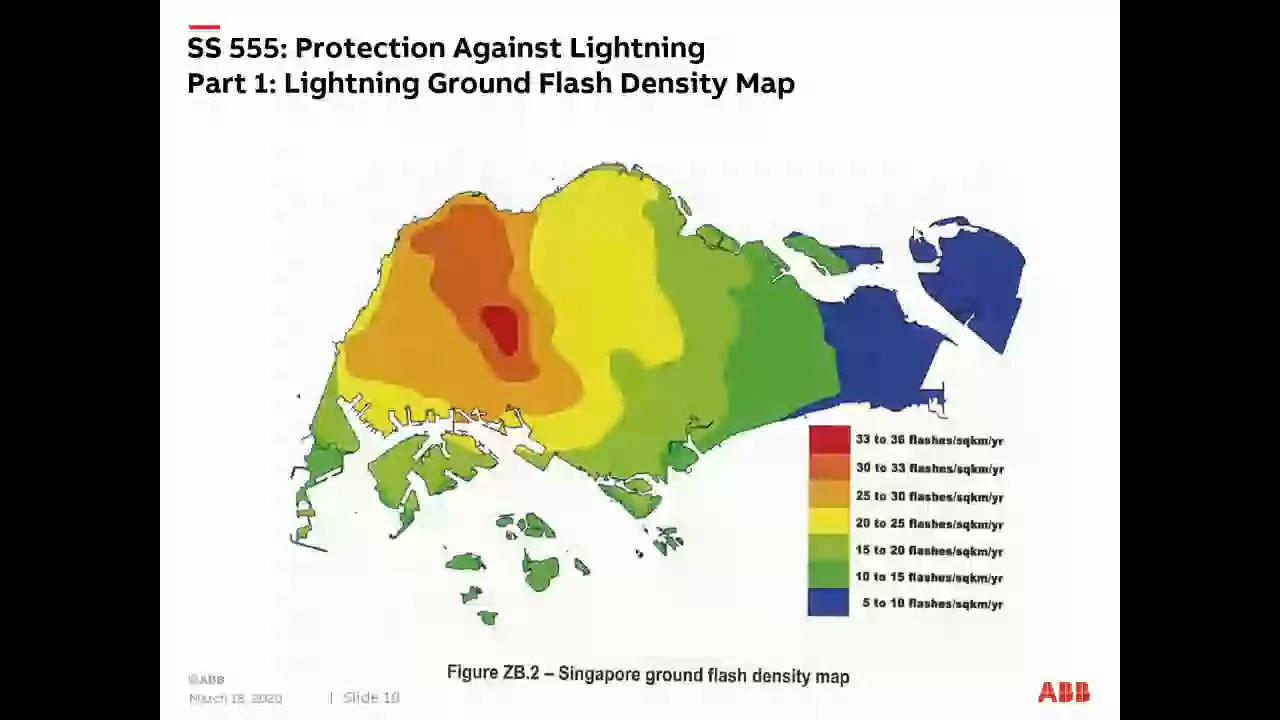 SS 555: Protection Against Lightning
Part 1: Lightning Ground Flash Density Map
33 to 36 flashes/sqkm/yr
30 to 33 flashes/sqkm/yr
25 to 30 flashes/sqkm/yr
20 to 25 flashes/sqkm/yr
15 to 20 flashes/sqkm/yr
10 to 15 flashes/sqkm/yr
5 to 10 flashes/sqkm/yr
Figure ZB.2 – Singapore ground flash density map
©ABB
March 18, 2020 | Slide 10
ABB